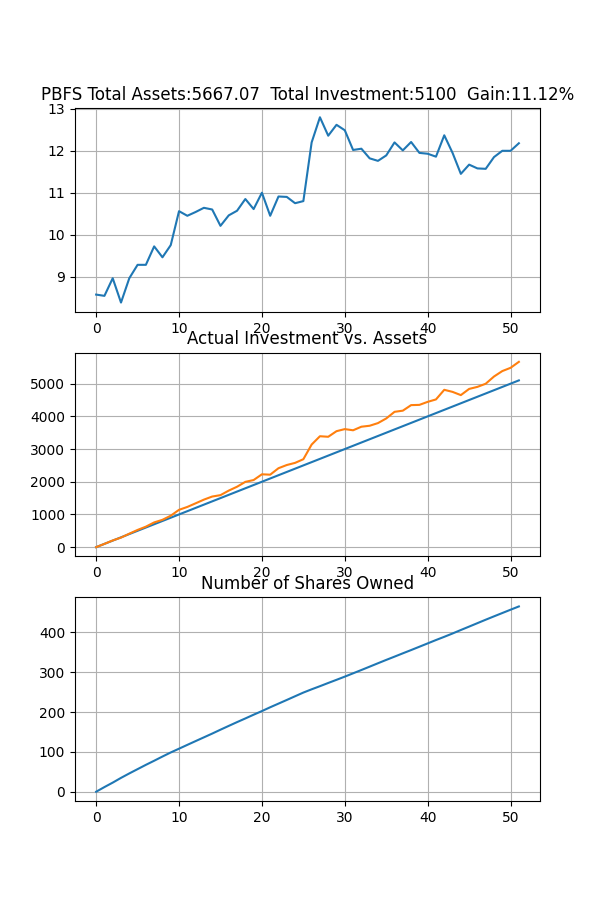 PBFS Total Assets:5667.07  Total Investment:5100  Gain:11.12%
13
12
11
10
9
0 10 20 30 40 50
Actual Investment vs. Assets
5000
4000
3000
2000
1000
0
0 10 20 30 40 50
Number of Shares Owned
400
300
200
100
0
0 10 20 30 40 50